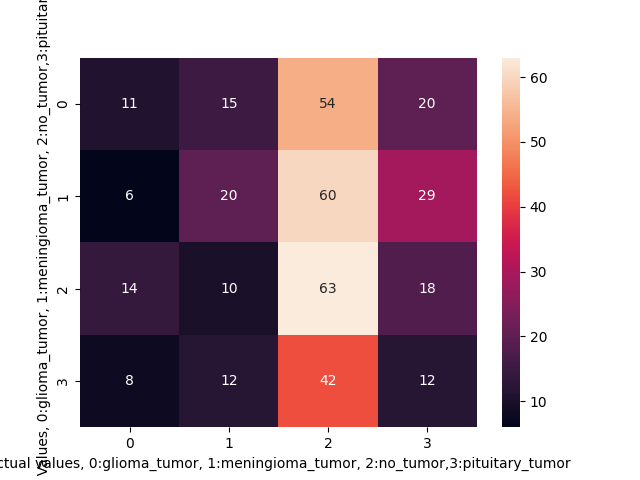 Values, 0:glioma_tumor, 1:meningioma_tumor, 2:no_tumor,3:pituitar
0 11 15 54 20
1 6 20 60 29
2 14 10 63 18
3 8 12 42 12
0 1 2 3
60
50
40
30
20
10
values, 0:glioma_tumor, 1:meningioma_tumor, 2:no_tumor,3:pituitary_tumor